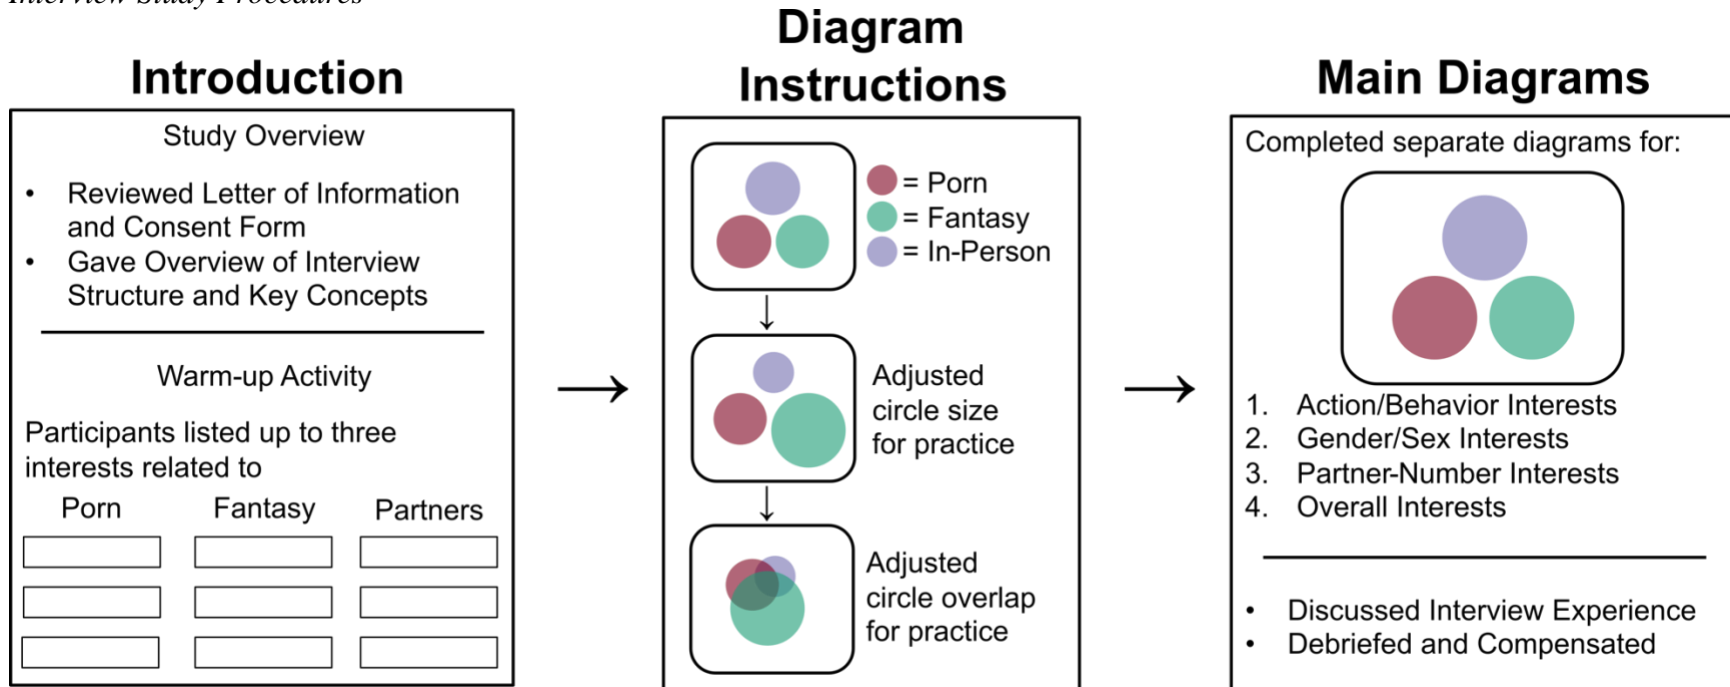 Interview Study Procedures
Introduction
Study Overview
• Reviewed Letter of Information
and Consent Form
• Gave Overview of Interview
Structure and Key Concepts
Warm-up Activity
Participants listed up to three
interests related to
Porn Fantasy Partners
Diagram
Instructions
= Porn
= Fantasy
= In-Person
Adjusted
circle size
for practice
Adjusted
circle overlap
for practice
Main Diagrams
Completed separate diagrams for:
1. Action/Behavior Interests
2. Gender/Sex Interests
3. Partner-Number Interests
4. Overall Interests
• Discussed Interview Experience
• Debriefed and Compensated